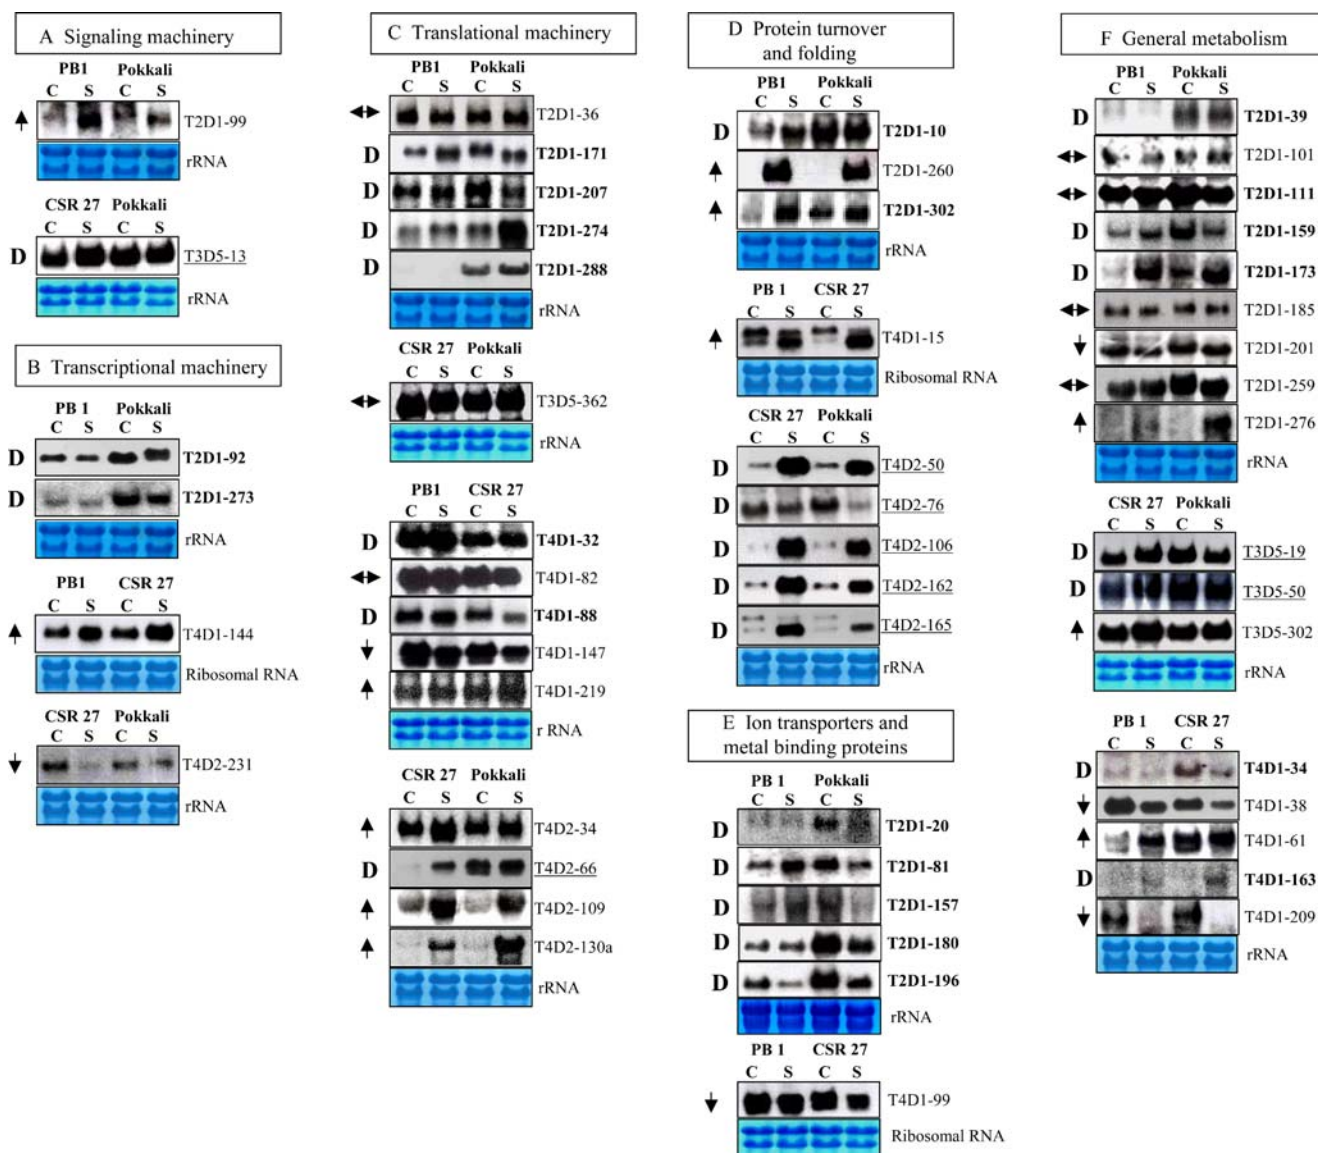 A Signaling machinery
PB1 Pokkali
C S C S
T2D1-99
rRNA
CSR 27 Pokkali
C S C S
D T3D5-13
rRNA
B Transcriptional machinery
PB 1 Pokkali
C S C S
D T2D1-92
D T2D1-273
rRNA
PB1 CSR 27
C S C S
T4D1-144
Ribosomal RNA
CSR 27 Pokkali
C S C S
T4D2-231
rRNA
C Translational machinery
PB1 Pokkali
C S C S
T2D1-36
D T2D1-171
D T2D1-207
D T2D1-274
D T2D1-288
rRNA
CSR 27 Pokkali
C S C S
T3D5-362
rRNA
PB1 CSR 27
C S C S
D T4D1-32
T4D1-82
D T4D1-88
T4D1-147
T4D1-219
r RNA
CSR 27 Pokkali
C S C S
T4D2-34
D T4D2-66
T4D2-109
T4D2-130a
rRNA
D Protein turnover
and folding
PB1 Pokkali
C S C S
D T2D1-10
T2D1-260
T2D1-302
rRNA
PB 1 CSR 27
C S C S
T4D1-15
Ribosomal RNA
CSR 27 Pokkali
C S C S
D T4D2-50
D T4D2-76
D T4D2-106
D T4D2-162
D T4D2-165
rRNA
E Ion transporters and
metal binding proteins
PB 1 Pokkali
C S C S
D T2D1-20
D T2D1-81
D T2D1-157
D T2D1-180
D T2D1-196
rRNA
PB 1 CSR 27
C S C S
T4D1-99
Ribosomal RNA
F General metabolism
PB1 Pokkali
C S C S
D T2D1-39
T2D1-101
T2D1-111
D T2D1-159
D T2D1-173
T2D1-185
T2D1-201
T2D1-259
T2D1-276
rRNA
CSR 27 Pokkali
C S C S
D T3D5-19
D T3D5-50
T3D5-302
rRNA
PB 1 CSR 27
C S C S
D T4D1-34
T4D1-38
T4D1-61
D T4D1-163
T4D1-209
rRNA